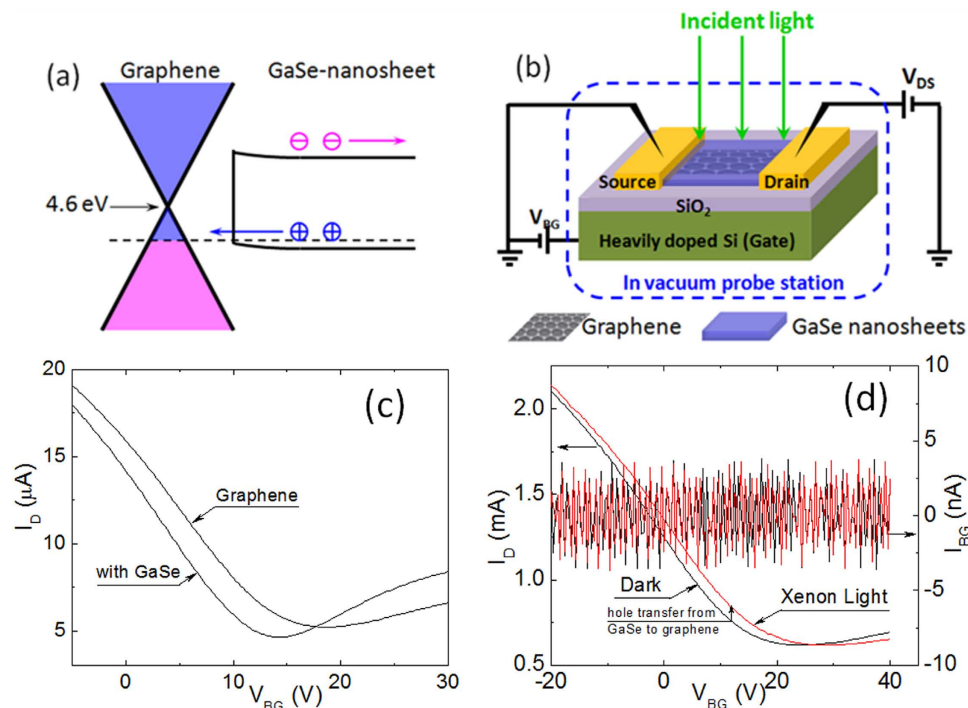 (a)
Graphene
GaSe-nanosheet
4.6 eV
(b)
Incident light
V_DS
Source
Drain
SiO₂
V_BG
Heavily doped Si (Gate)
In vacuum probe station
Graphene
GaSe nanosheets
(c)
20
15
10
5
I_D (μA)
Graphene
with GaSe
0
10
20
30
V_BG (V)
(d)
2.0
1.5
1.0
0.5
I_D (mA)
10
5
0
-5
-10
I_BG (nA)
Dark
Xenon Light
hole transfer from
GaSe to graphene
-20
0
20
40
V_BG (V)